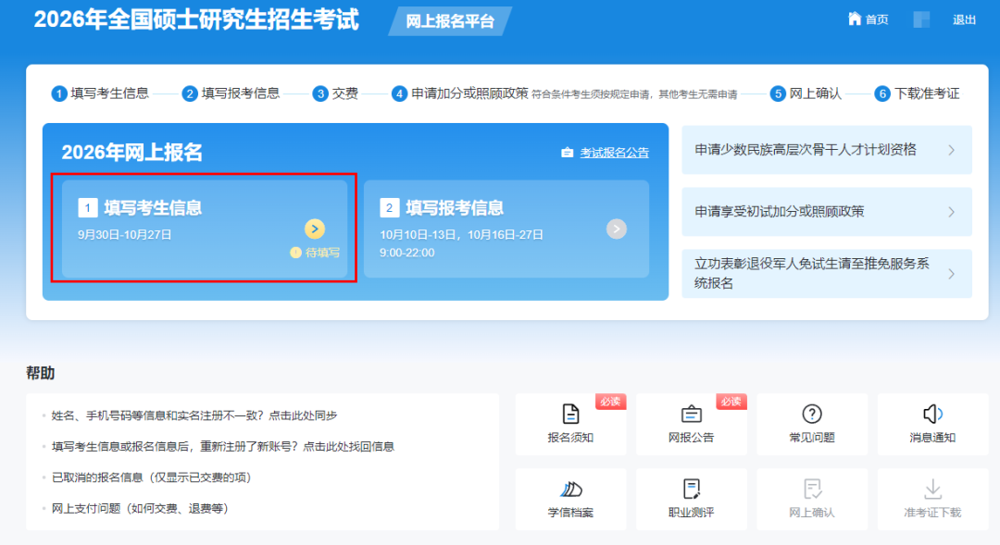 2026年全国硕士研究生招生考试
网上报名平台
首页
退出
1 填写考生信息
2 填写报考信息
3 交费
4 申请加分或照顾政策 符合条件考生须按规定申请，其他考生无需申请
5 网上确认
6 下载准考证
2026年网上报名
考试报名公告
1 填写考生信息
9月30日-10月27日
待填写
2 填写报考信息
10月10日-13日，10月16日-27日
9:00-22:00
申请少数民族高层次骨干人才计划资格
申请享受初试加分或照顾政策
立功表彰退役军人免试生请至推免服务系
统报名
帮助
姓名、手机号码等信息和实名注册不一致？点击此处同步
填写考生信息或报名信息后，重新注册了新账号？点击此处找回信息
已取消的报名信息（仅显示已交费的项）
网上支付问题（如何交费、退费等）
必读
报名须知
必读
网报公告
常见问题
消息通知
学信档案
职业测评
网上确认
准考证下载